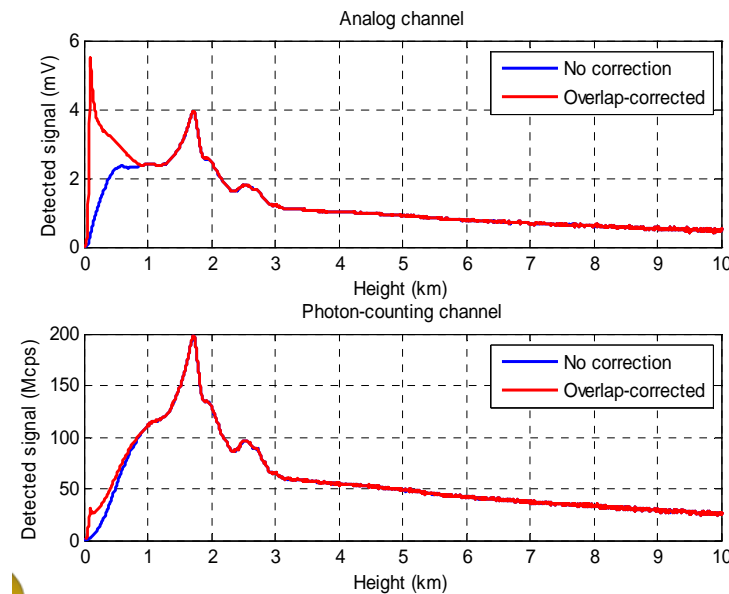 Analog channel
Detected signal (mV)
6
4
2
0
No correction
Overlap-corrected
0 1 2 3 4 5 6 7 8 9 10
Height (km)
Photon-counting channel
Detected signal (Mcps)
200
150
100
50
0
No correction
Overlap-corrected
0 1 2 3 4 5 6 7 8 9 10
Height (km)